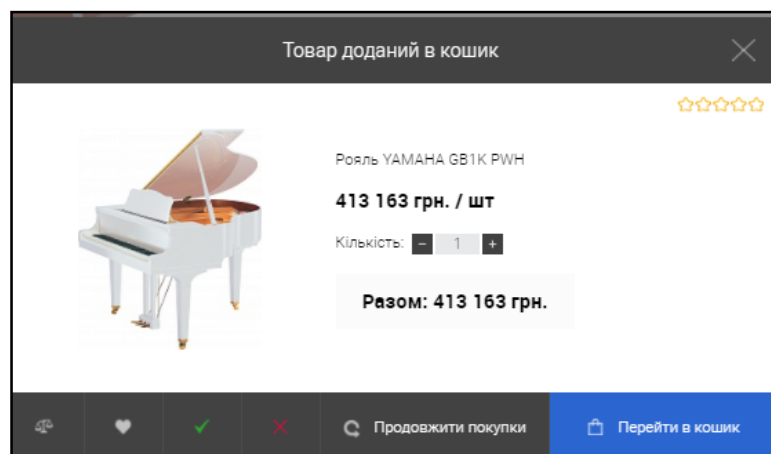 Товар доданий в кошик
Рояль YAMAHA GB1K PWH
413 163 грн. / шт
Кількість: − 1 +
Разом: 413 163 грн.
Продовжити покупки
Перейти в кошик